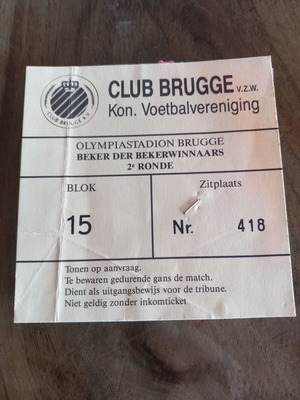 CLUB BRUGGE K.V.
CLUB BRUGGE v.z.w.
Kon. Voetbalvereniging
OLYMPIASTADION BRUGGE
BEKER DER BEKERWINNAARS
2e RONDE
BLOK
Zitplaats
15
Nr. 418
Tonen op aanvraag.
Te bewaren gedurende gans de match.
Dient als uitgangsbewijs voor de tribune.
Niet geldig zonder inkomticket